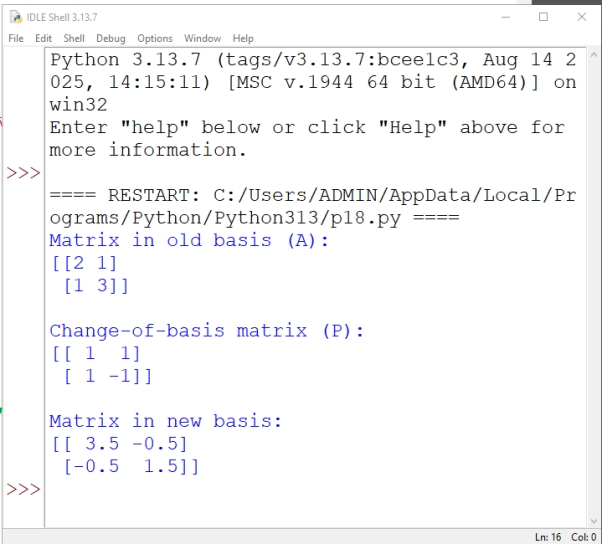 IDLE Shell 3.13.7
File Edit Shell Debug Options Window Help
Python 3.13.7 (tags/v3.13.7:bcee1c3, Aug 14 2
025, 14:15:11) [MSC v.1944 64 bit (AMD64)] on
win32
Enter "help" below or click "Help" above for
more information.
>>>
==== RESTART: C:/Users/ADMIN/AppData/Local/Pr
ograms/Python/Python313/p18.py ====
Matrix in old basis (A):
[[2 1]
 [1 3]]
Change-of-basis matrix (P):
[[ 1  1]
 [ 1 -1]]
Matrix in new basis:
[[ 3.5 -0.5]
 [-0.5  1.5]]
>>>
Ln: 16 Col: 0